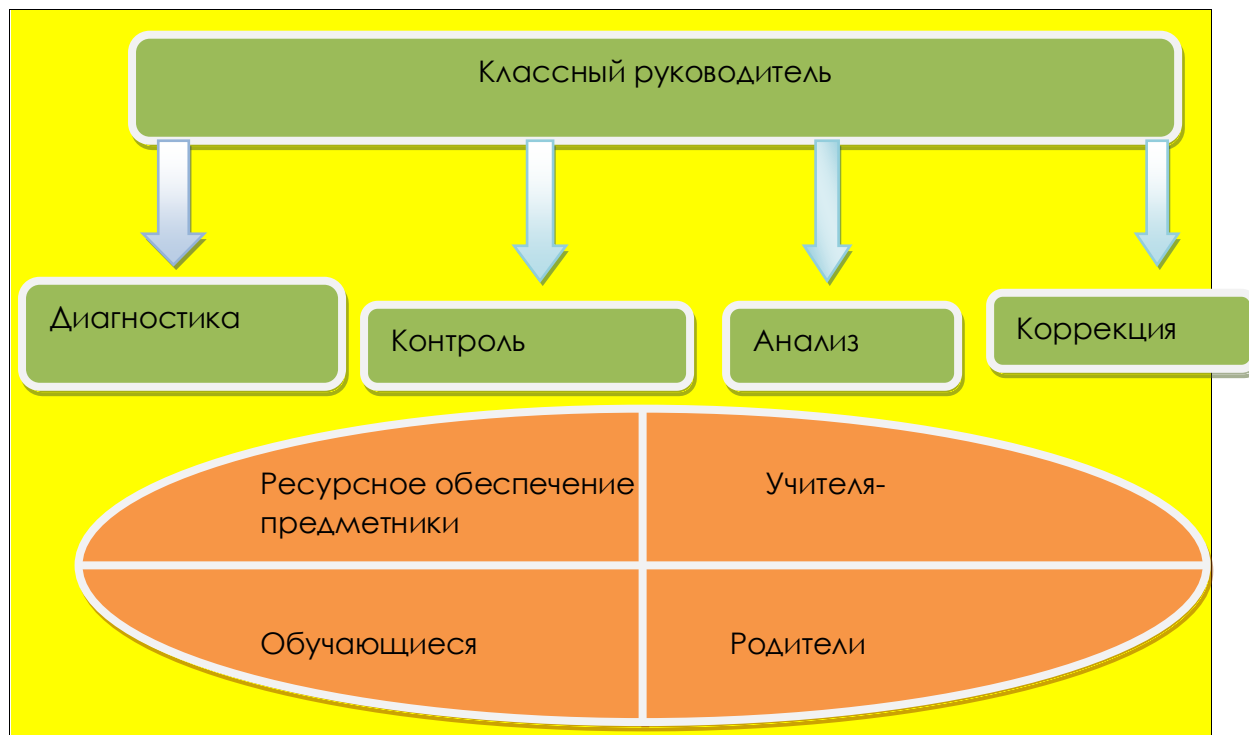 Классный руководитель
Диагностика
Контроль
Анализ
Коррекция
Ресурсное обеспечение Учителя-
предметники
Обучающиеся Родители